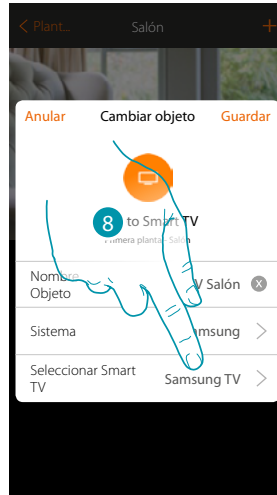 Plant... Salón +
Anular Cambiar objeto Guardar
8
to Smart TV
Primera planta - Salón
Nombre Objeto
V Salón X
Sistema
msung
Seleccionar Smart TV
Samsung TV